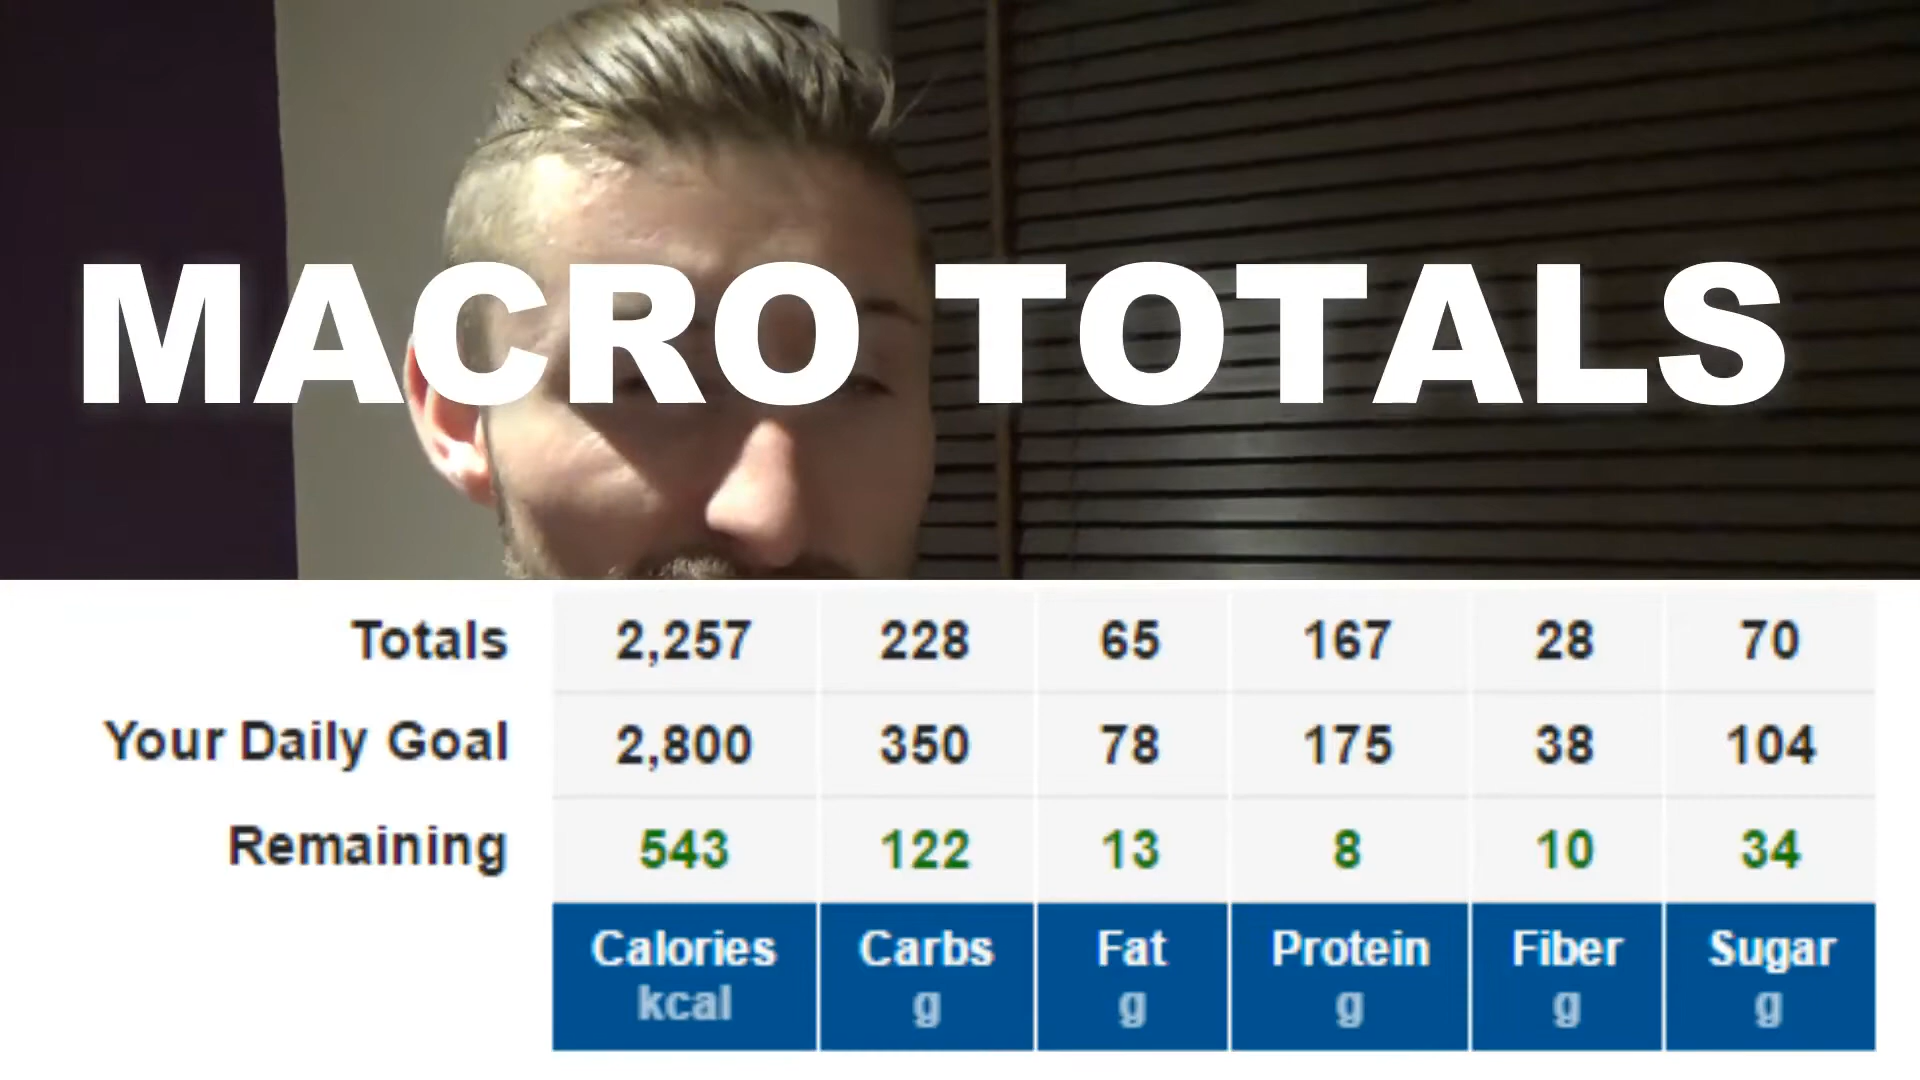 MACRO TOTALS
Totals 2,257 228 65 167 28 70
Your Daily Goal 2,800 350 78 175 38 104
Remaining 543 122 13 8 10 34
Calories Carbs Fat Protein Fiber Sugar
kcal g g g g g